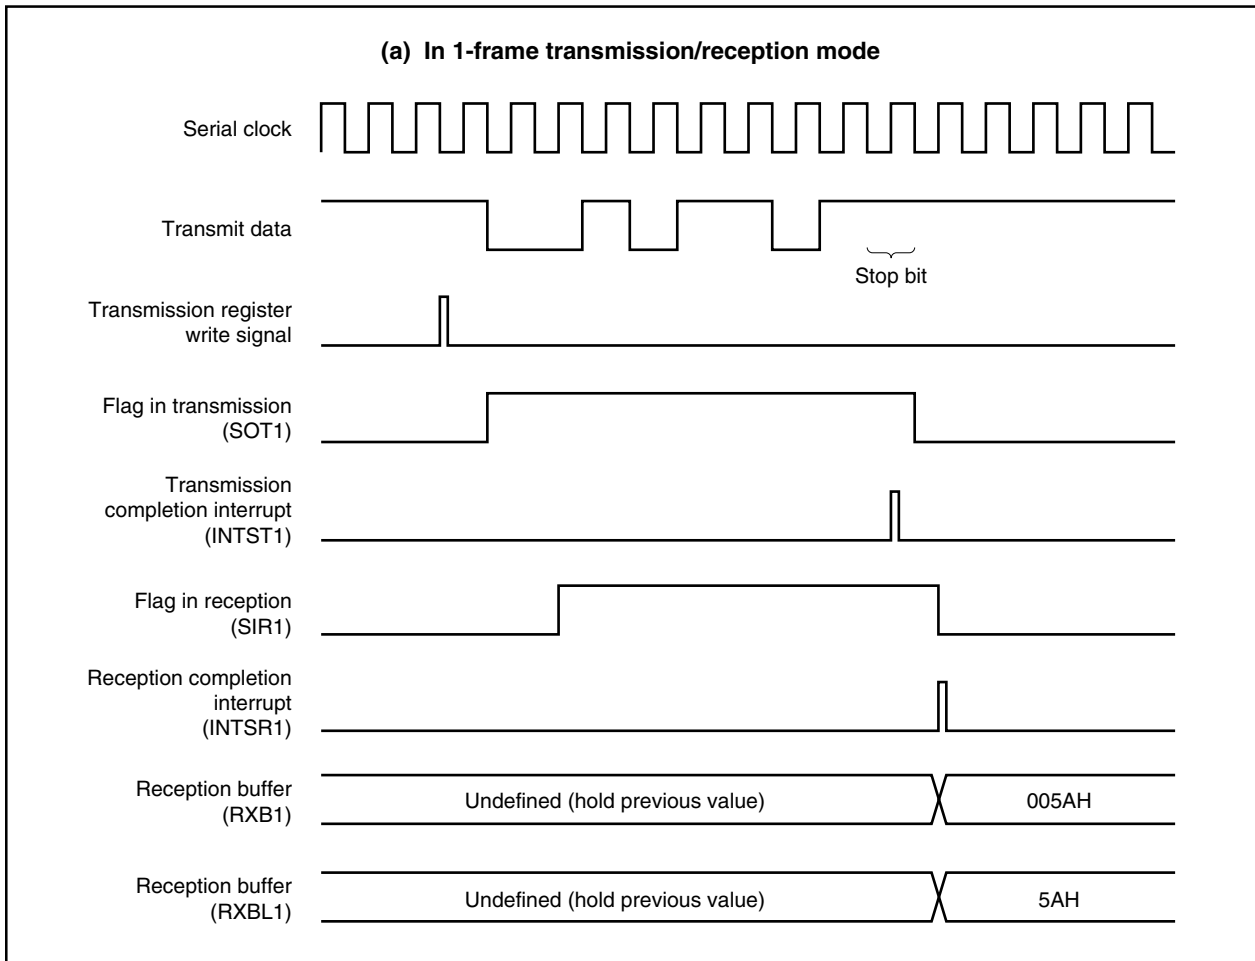 (a) In 1-frame transmission/reception mode
Serial clock
Transmit data
Stop bit
Transmission register
write signal
Flag in transmission
(SOT1)
Transmission
completion interrupt
(INTST1)
Flag in reception
(SIR1)
Reception completion
interrupt
(INTSR1)
Reception buffer
(RXB1)
Undefined (hold previous value)
005AH
Reception buffer
(RXBL1)
Undefined (hold previous value)
5AH